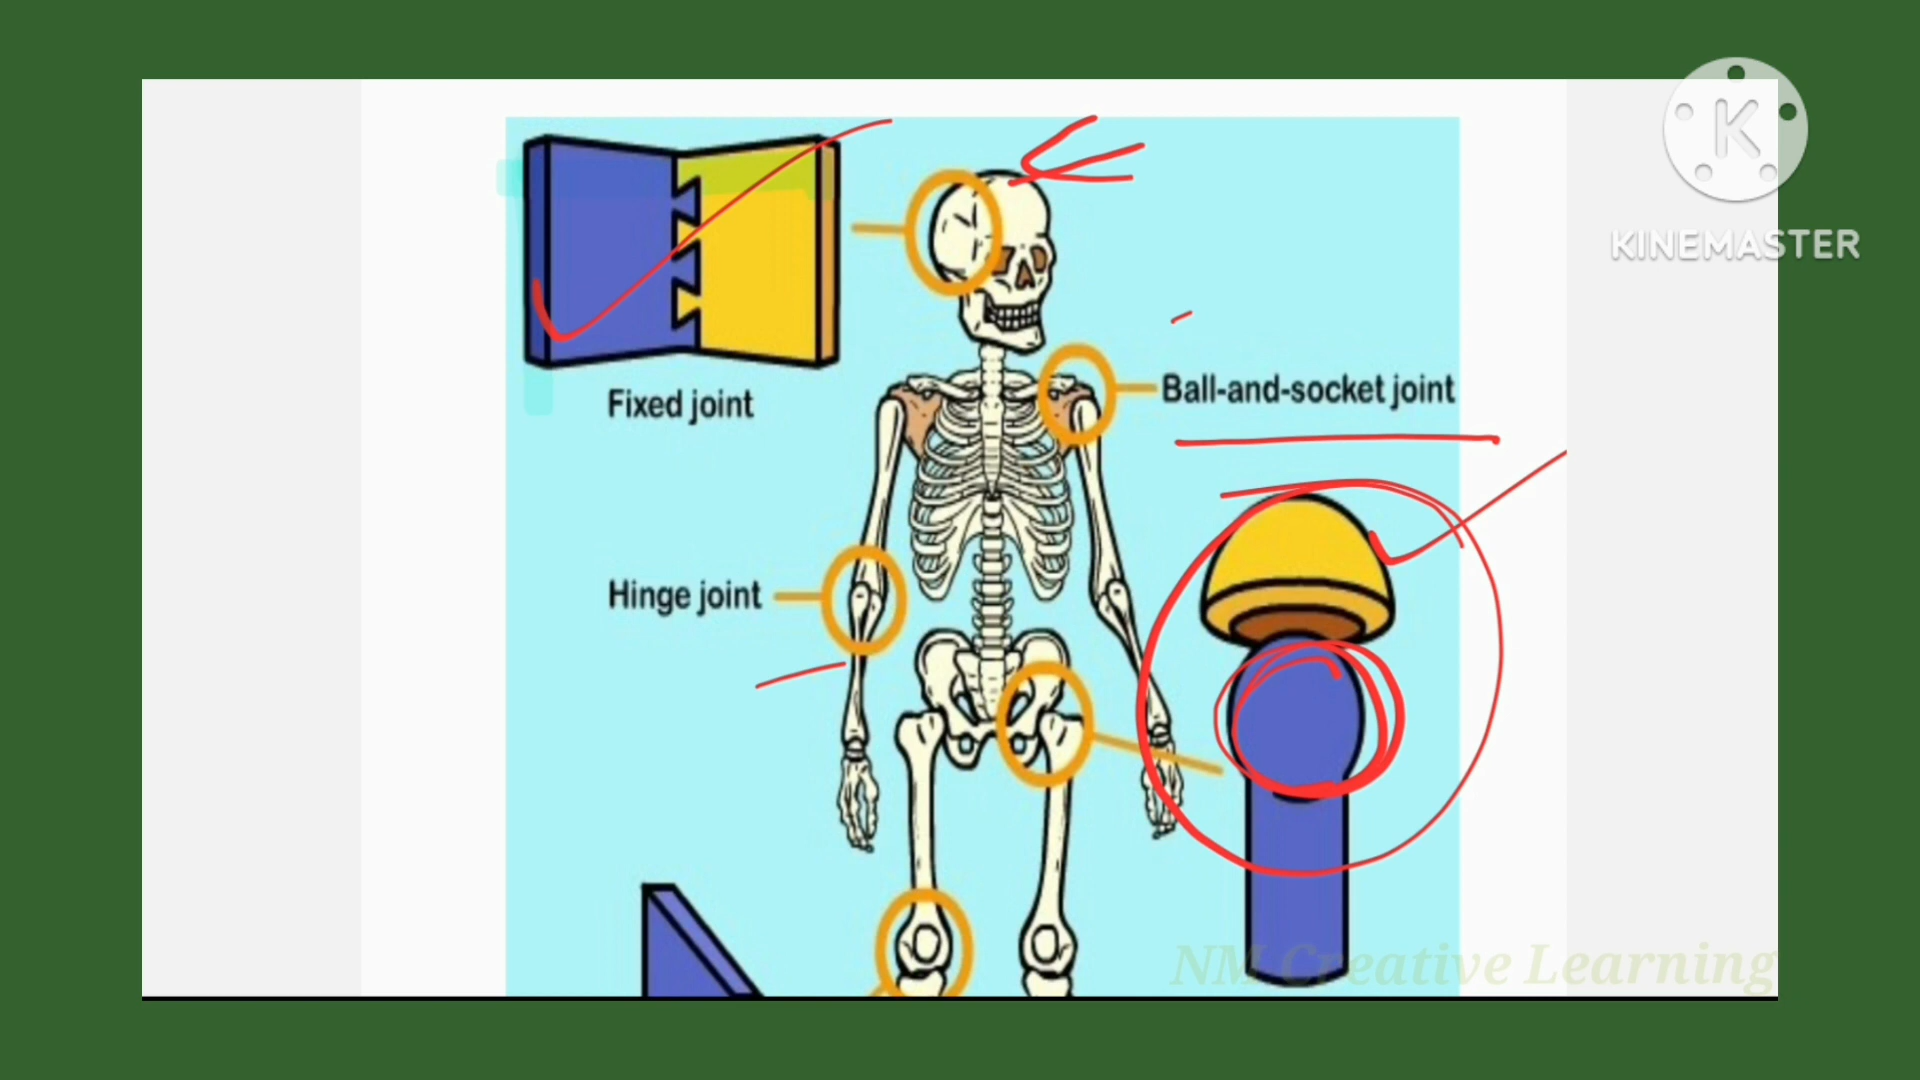 K
KINEMASTER
Fixed joint
Ball-and-socket joint
Hinge joint
NM Creative Learning